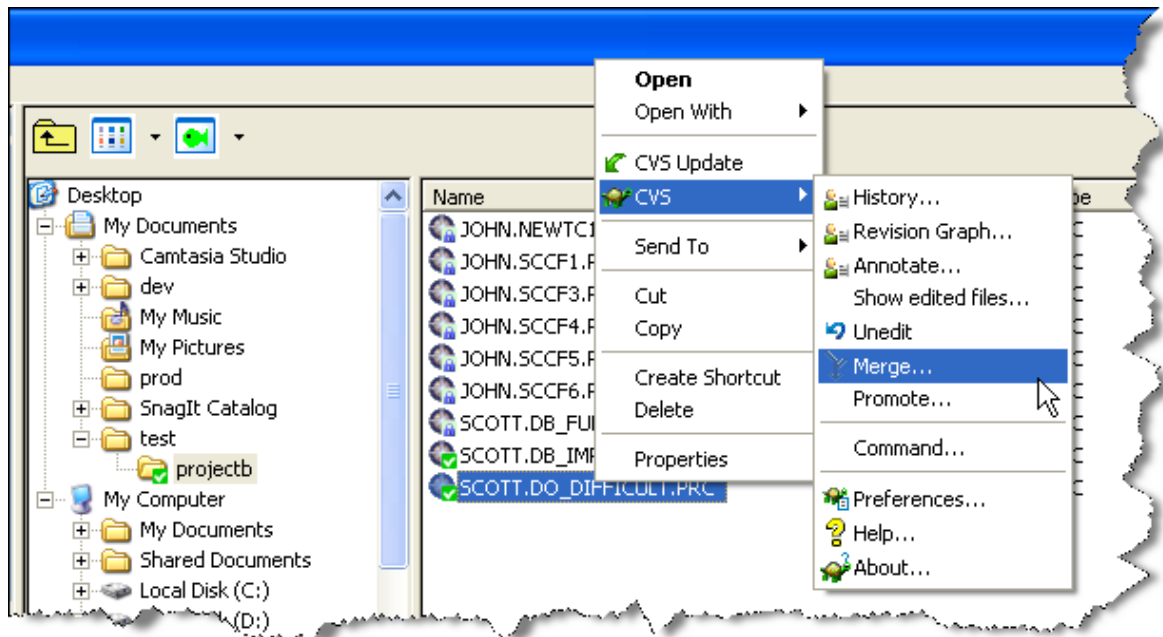 Desktop
My Documents
Camtasia Studio
dev
My Music
My Pictures
prod
SnagIt Catalog
test
projectb
My Computer
My Documents
Shared Documents
Local Disk (C:)
(D:)
Name
JOHN.NEWTC1
JOHN.SCCF1.P
JOHN.SCCF3.P
JOHN.SCCF4.P
JOHN.SCCF5.P
JOHN.SCCF6.P
SCOTT.DB_FU
SCOTT.DB_IMP
SCOTT.DO_DIFFICULT.PRC
Open
Open With
CVS Update
CVS
Send To
Cut
Copy
Create Shortcut
Delete
Properties
History...
Revision Graph...
Annotate...
Show edited files...
Unedit
Merge...
Promote...
Command...
Preferences...
Help...
About...